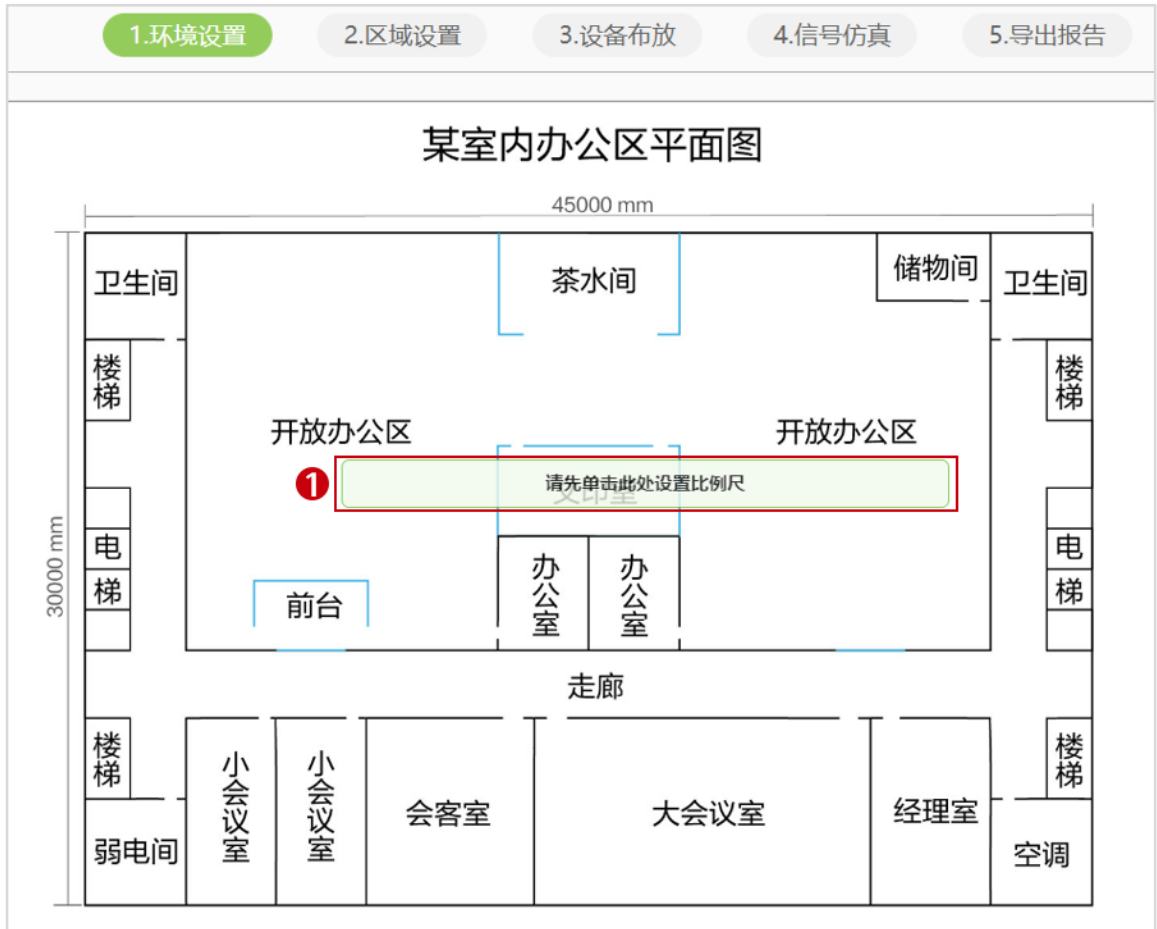 1.环境设置 2.区域设置 3.设备布放 4.信号仿真 5.导出报告
某室内办公区平面图
45000 mm
卫生间
茶水间
储物间
卫生间
楼梯
楼梯
开放办公区
开放办公区
1
请先单击此处设置比例尺
文印室
30000 mm
电梯
电梯
办公室
办公室
前台
走廊
楼梯
楼梯
小会议室
小会议室
会客室
大会议室
经理室
弱电间
空调